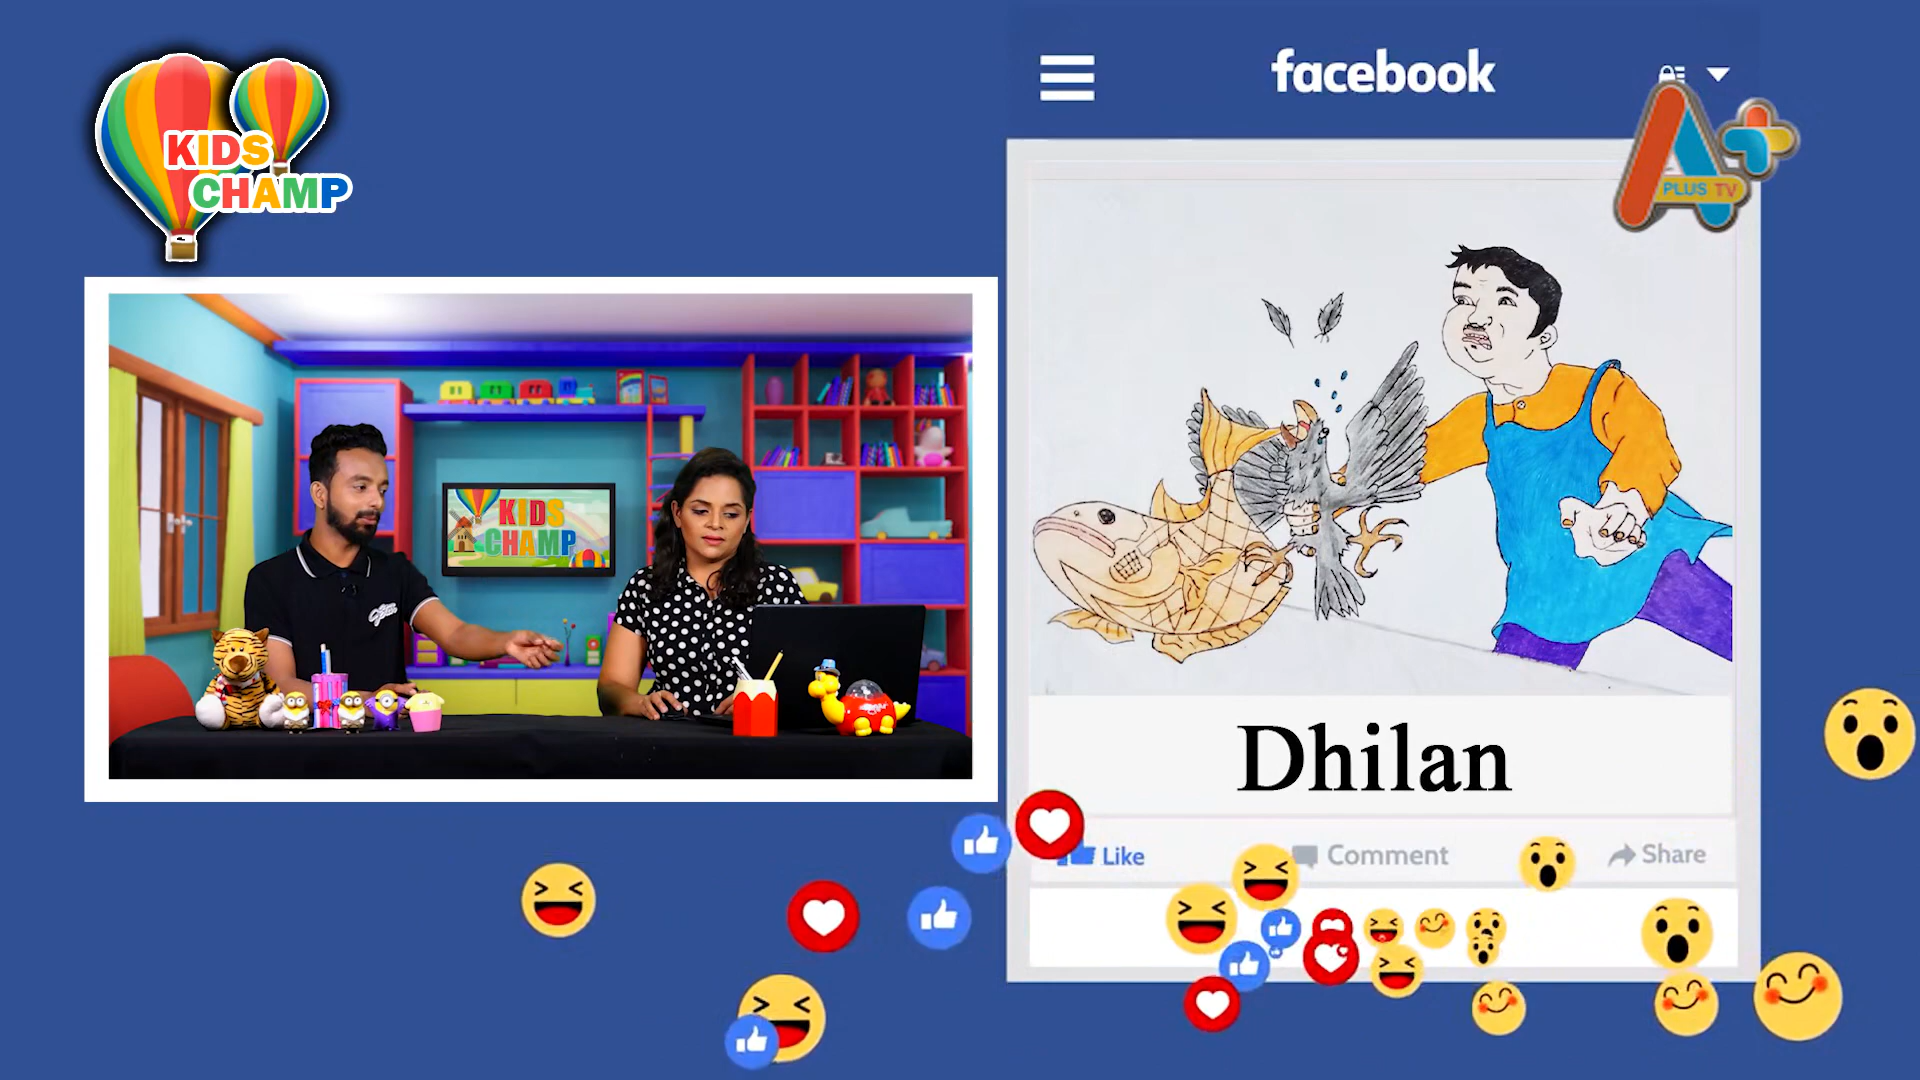 KIDS
CHAMP
KIDS
CHAMP
facebook
A+
PLUS TV
Dhilan
Like
Comment
Share